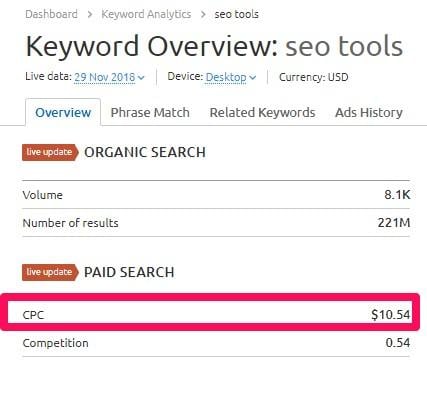 Dashboard > Keyword Analytics > seo tools
Keyword Overview: seo tools
Live data: 29 Nov 2018 Device: Desktop Currency: USD
Overview Phrase Match Related Keywords Ads History
live update ORGANIC SEARCH
Volume 8.1K
Number of results 221M
live update PAID SEARCH
CPC $10.54
Competition 0.54